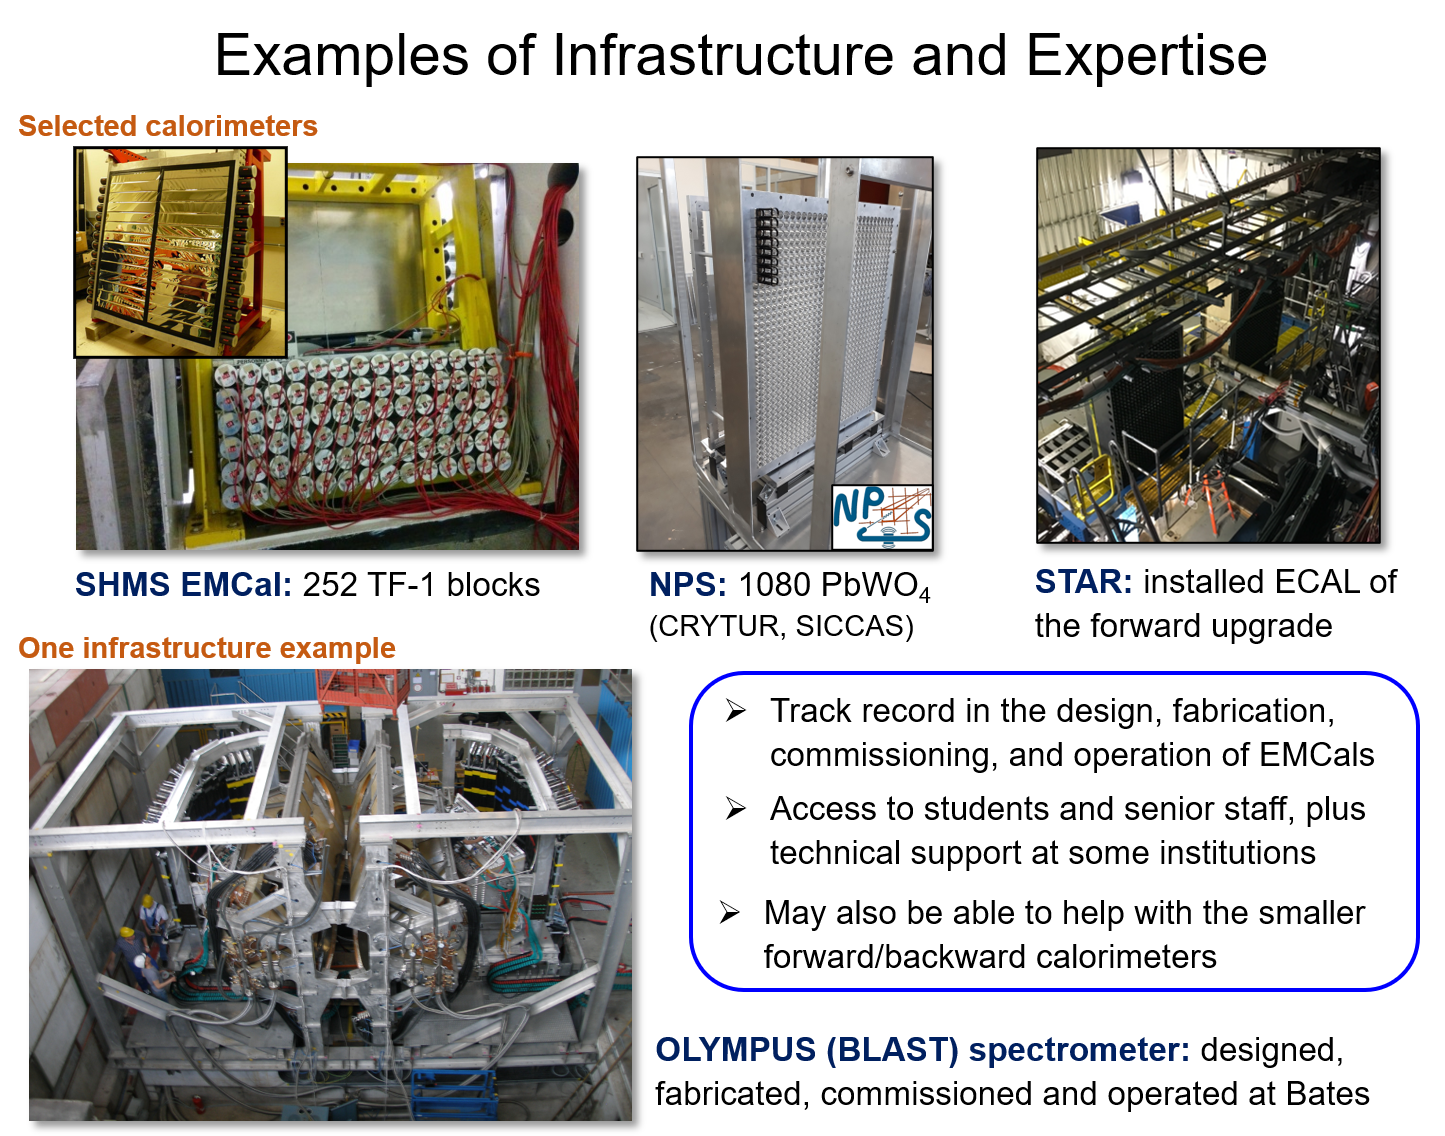 Examples of Infrastructure and Expertise
Selected calorimeters
NPS
SHMS EMCal: 252 TF-1 blocks
NPS: 1080 PbWO₄
(CRYTUR, SICCAS)
STAR: installed ECAL of
the forward upgrade
One infrastructure example
➢ Track record in the design, fabrication,
commissioning, and operation of EMCals
➢ Access to students and senior staff, plus
technical support at some institutions
➢ May also be able to help with the smaller
forward/backward calorimeters
OLYMPUS (BLAST) spectrometer: designed,
fabricated, commissioned and operated at Bates